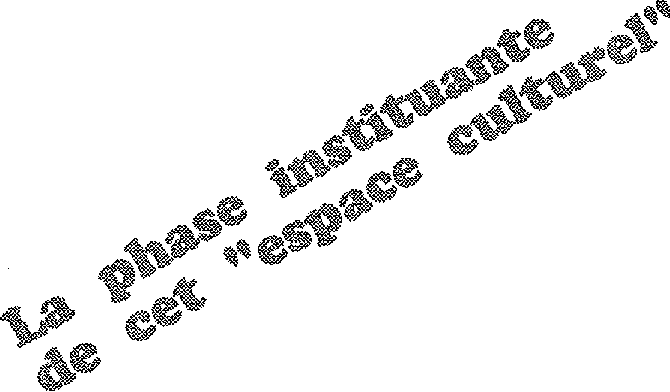 La phase instituante
de cet "espace culturel"